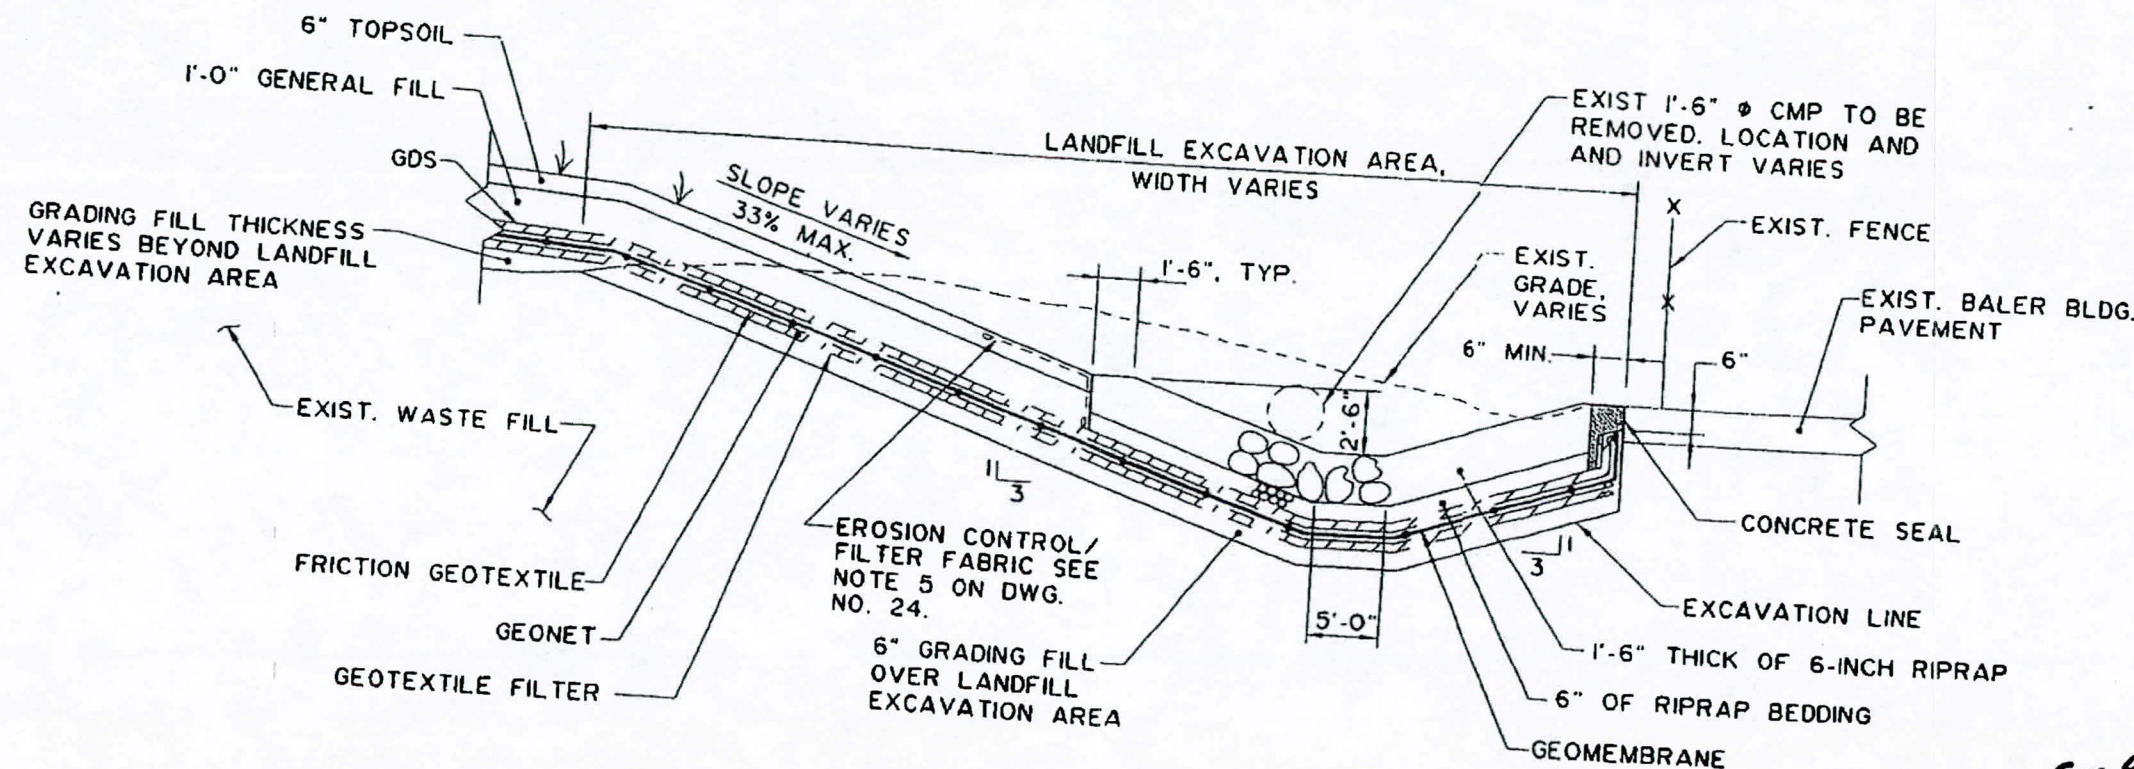 6" TOPSOIL
1'-0" GENERAL FILL
GDS
GRADING FILL THICKNESS
VARIES BEYOND LANDFILL
EXCAVATION AREA
EXIST. WASTE FILL
FRICTION GEOTEXTILE
GEONET
GEOTEXTILE FILTER
SLOPE VARIES
33% MAX.
LANDFILL EXCAVATION AREA,
WIDTH VARIES
1'-6", TYP.
EXIST 1'-6" ⌀ CMP TO BE
REMOVED. LOCATION AND
AND INVERT VARIES
X
EXIST. FENCE
X
EXIST.
GRADE,
VARIES
6" MIN.
6"
EXIST. BALER BLDG.
PAVEMENT
2'-6"
1
3
1
3
EROSION CONTROL/
FILTER FABRIC SEE
NOTE 5 ON DWG.
NO. 24.
6" GRADING FILL
OVER LANDFILL
EXCAVATION AREA
5'-0"
CONCRETE SEAL
EXCAVATION LINE
1'-6" THICK OF 6-INCH RIPRAP
6" OF RIPRAP BEDDING
GEOMEMBRANE